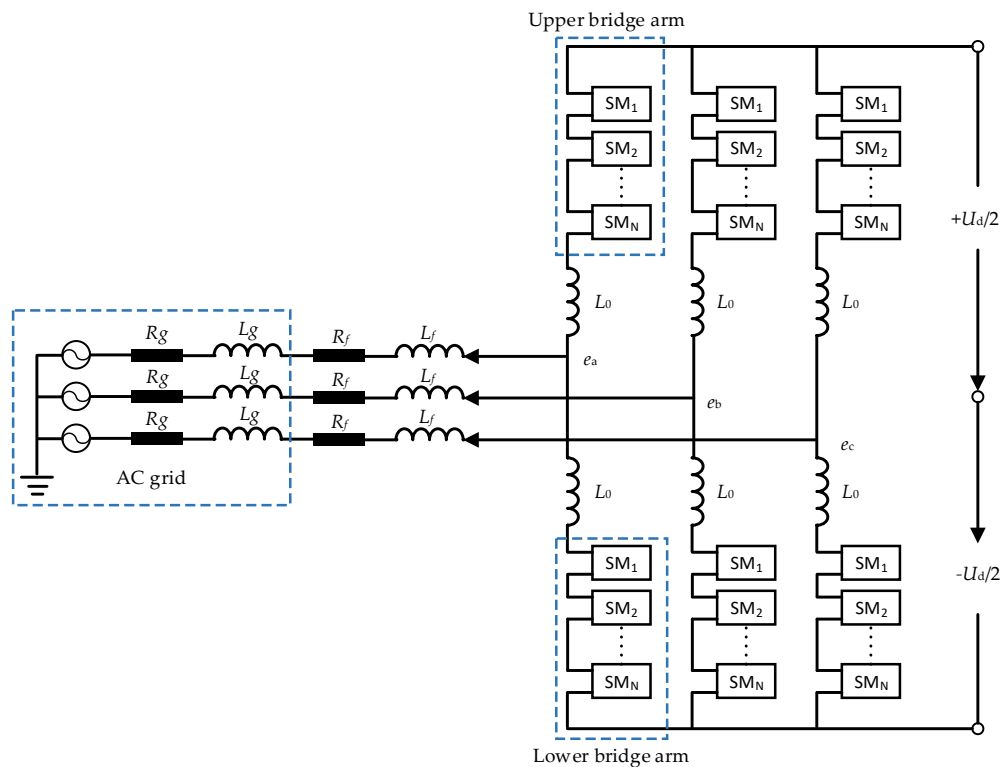 Upper bridge arm
SM1 SM1 SM1
SM2 SM2 SM2
SMN SMN SMN
+Ud/2
L0 L0 L0
Rg Lg Rf Lf
ea
Rg Lg Rf Lf
eb
Rg Lg Rf Lf
ec
AC grid
L0 L0 L0
SM1 SM1 SM1
-Ud/2
SM2 SM2 SM2
SMN SMN SMN
Lower bridge arm